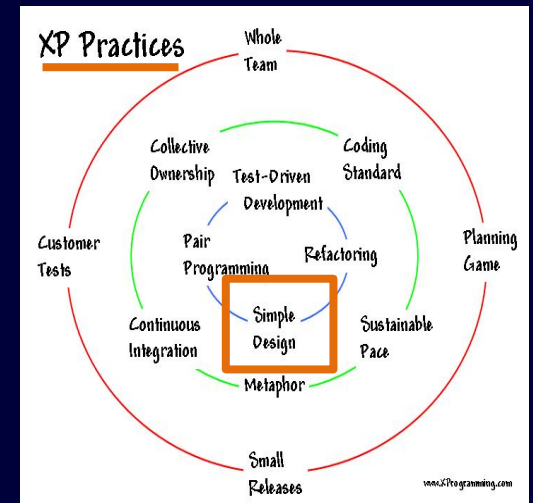 XP Practices
Whole
Team
Collective
Ownership
Coding
Standard
Test-Driven
Development
Customer
Tests
Pair
Programming
Refactoring
Planning
Game
Continuous
Integration
Simple
Design
Sustainable
Pace
Metaphor
Small
Releases
www.XProgramming.com